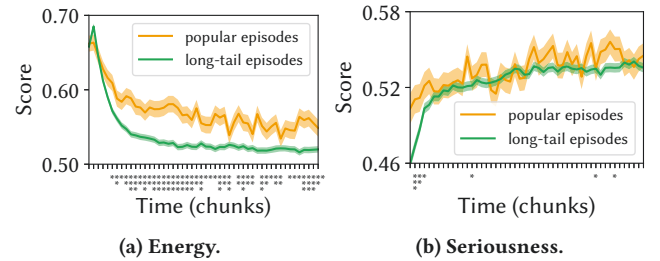 0.70
0.60
0.50
Score
popular episodes
long-tail episodes
Time (chunks)
(a) Energy.
0.58
0.52
0.46
Score
popular episodes
long-tail episodes
Time (chunks)
(b) Seriousness.